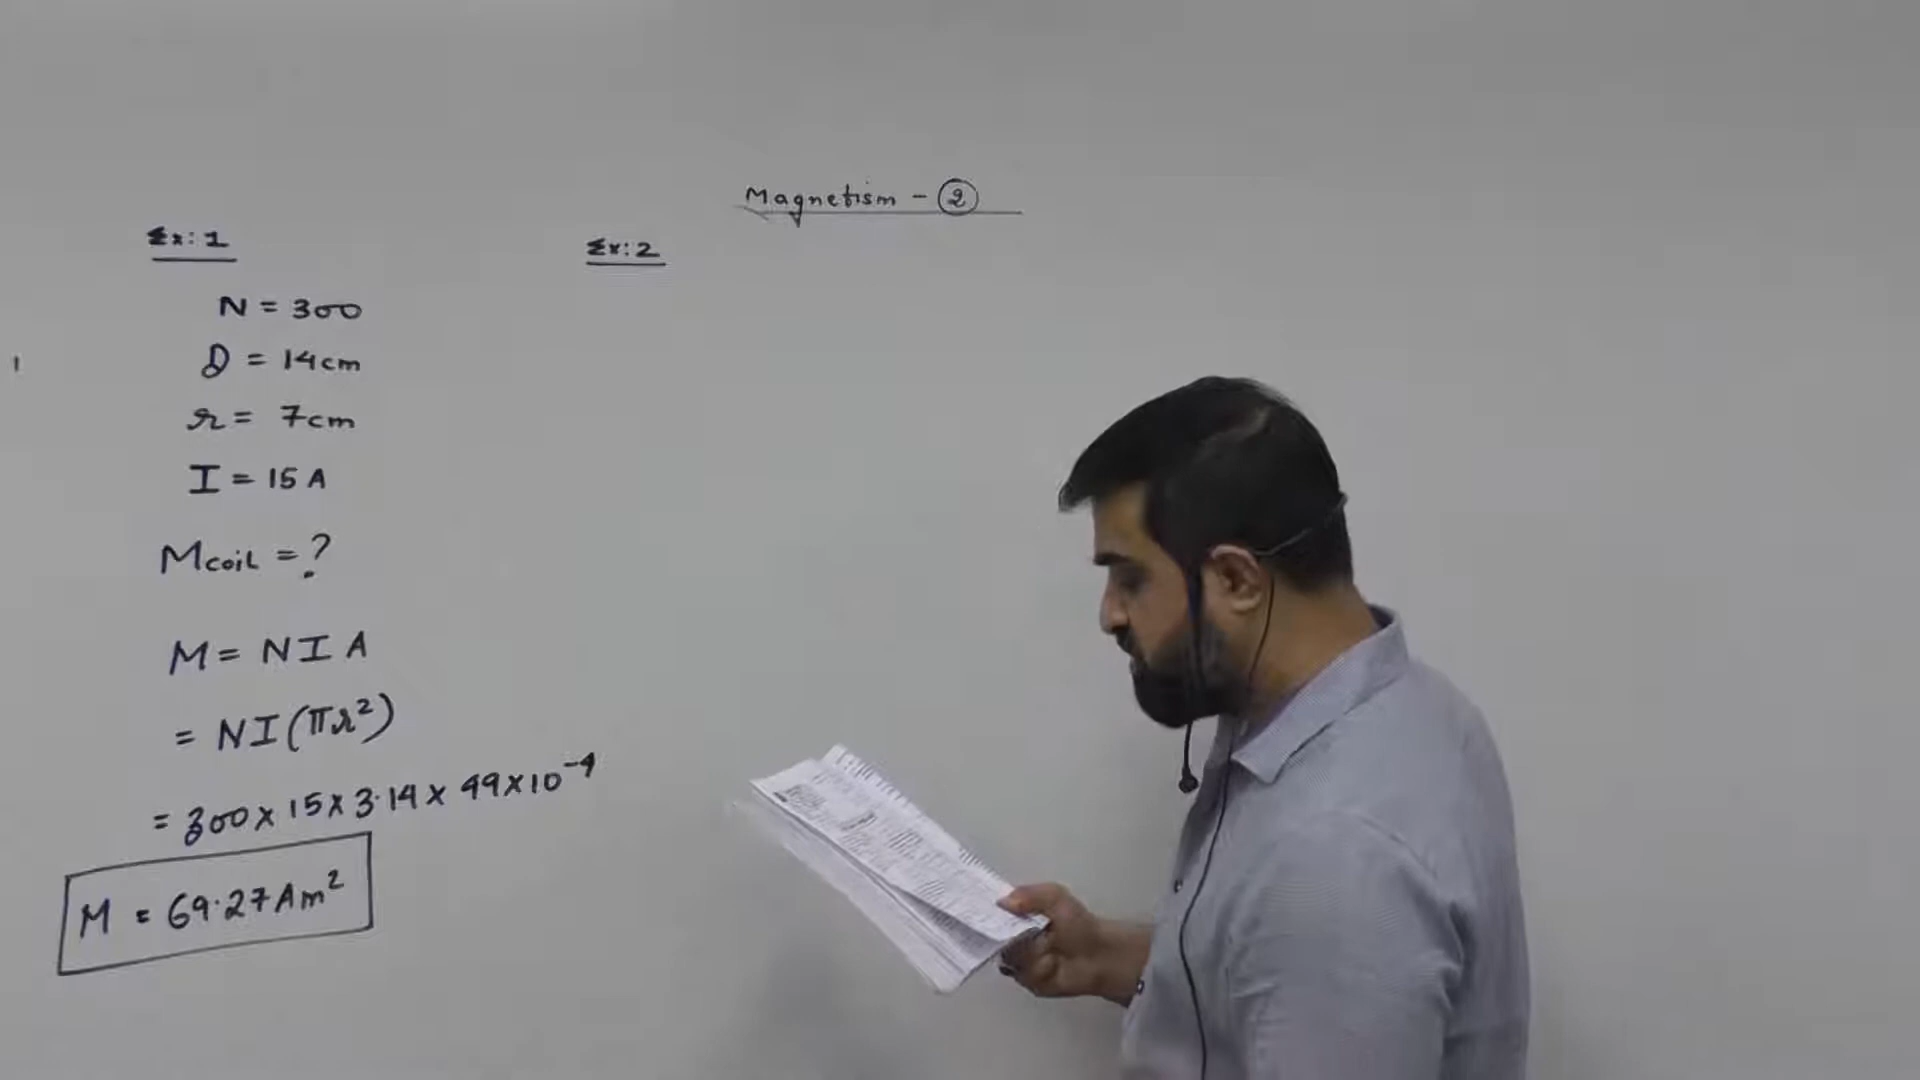 Magnetism - ②
Ex: 1
N = 300
D = 14cm
r = 7cm
I = 15 A
Mcoil = ?
M = N I A
= NI(πr²)
= 300 x 15 x 3.14 x 49 x 10⁻⁴
M = 69.27 Am²
Ex: 2